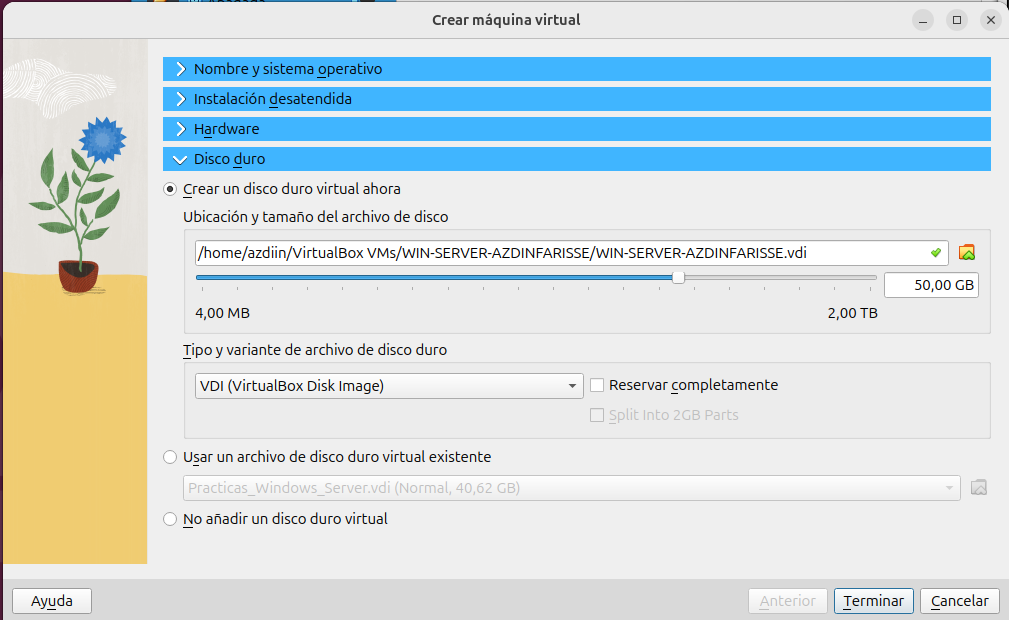 Crear máquina virtual
Nombre y sistema operativo
Instalación desatendida
Hardware
Disco duro
Crear un disco duro virtual ahora
Ubicación y tamaño del archivo de disco
/home/azdiin/VirtualBox VMs/WIN-SERVER-AZDINFARISSE/WIN-SERVER-AZDINFARISSE.vdi
50,00 GB
4,00 MB 2,00 TB
Tipo y variante de archivo de disco duro
VDI (VirtualBox Disk Image) Reservar completamente
Split Into 2GB Parts
Usar un archivo de disco duro virtual existente
Practicas_Windows_Server.vdi (Normal, 40,62 GB)
No añadir un disco duro virtual
Ayuda Anterior Terminar Cancelar